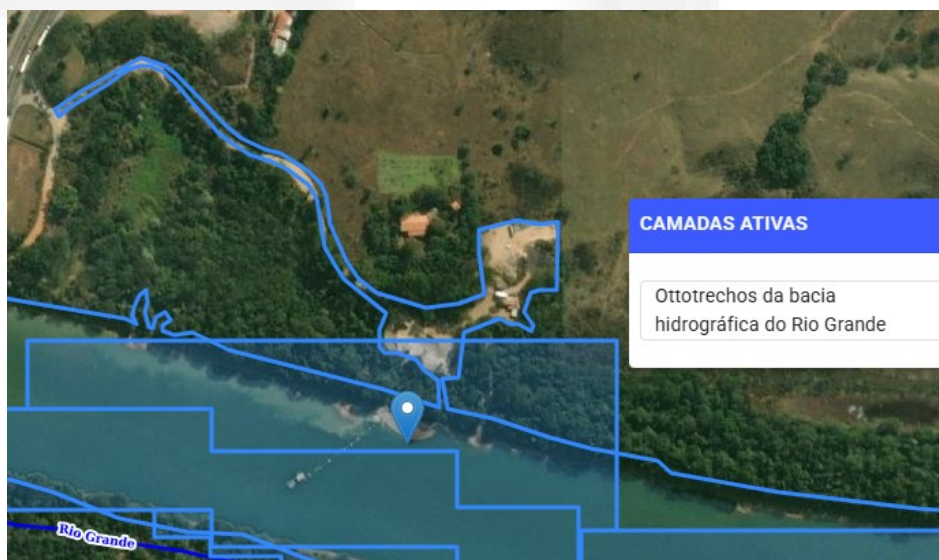 CAMADAS ATIVAS
Ottotrechos da bacia
hidrográfica do Rio Grande
Rio Grande